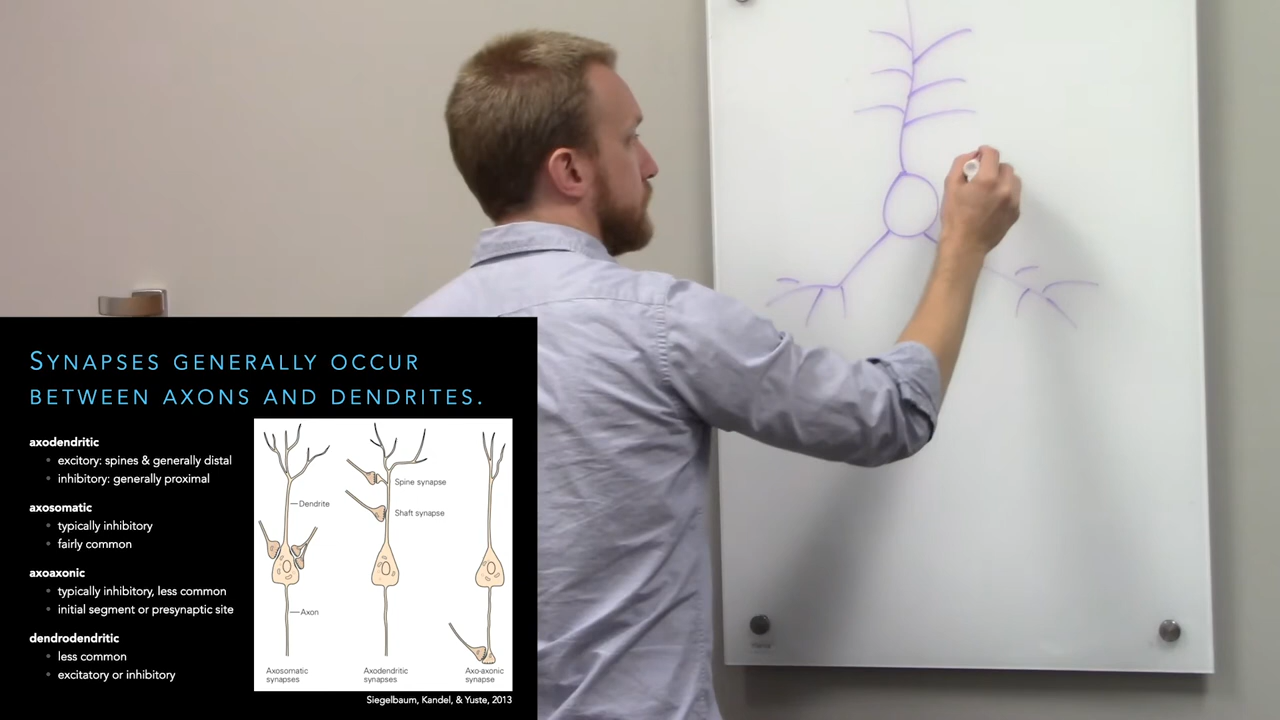 SYNAPSES GENERALLY OCCUR
BETWEEN AXONS AND DENDRITES.
axodendritic
• excitory: spines & generally distal
• inhibitory: generally proximal
axosomatic
• typically inhibitory
• fairly common
axoaxonic
• typically inhibitory, less common
• initial segment or presynaptic site
dendrodendritic
• less common
• excitatory or inhibitory
Dendrite
Axon
Axosomatic
synapses
Spine synapse
Shaft synapse
Axodendritic
synapses
Axo-axonic
synapse
Siegelbaum, Kandel, & Yuste, 2013